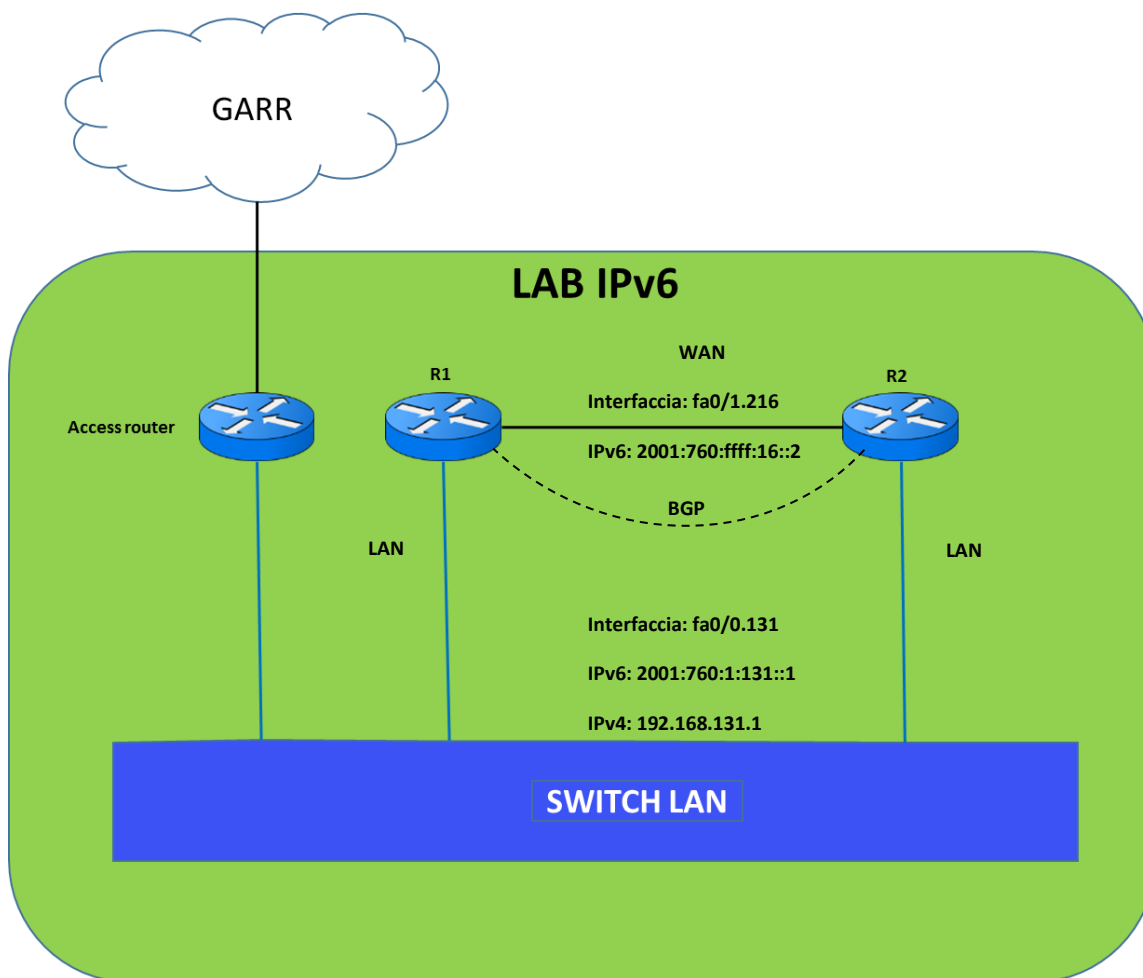 GARR
LAB IPv6
WAN
R1
R2
Interfaccia: fa0/1.216
Access router
IPv6: 2001:760:ffff:16::2
BGP
LAN
LAN
Interfaccia: fa0/0.131
IPv6: 2001:760:1:131::1
IPv4: 192.168.131.1
SWITCH LAN